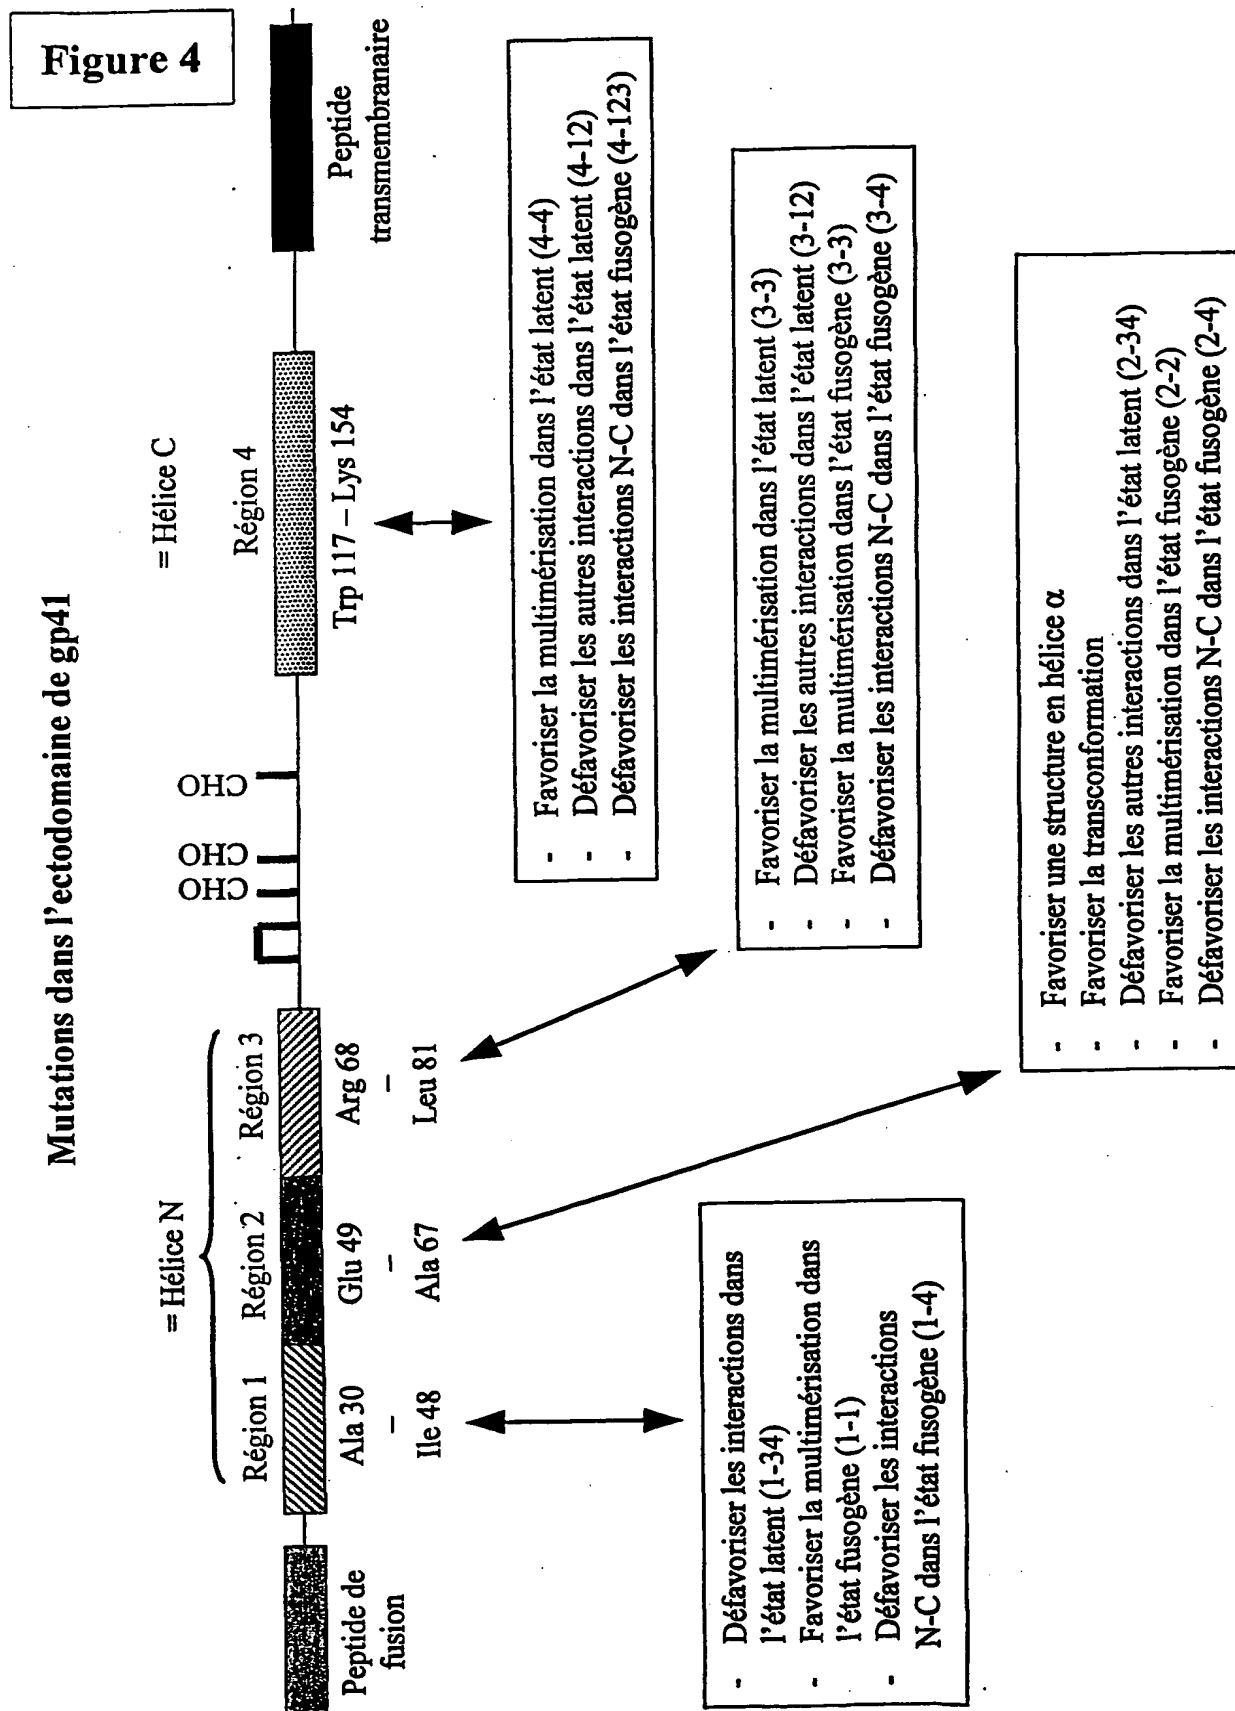 Figure 4
Mutations dans l'ectodomaine de gp41
= Hélice N
= Hélice C
Région 1
Région 2
Région 3
Région 4
CHO
CHO
CHO
Peptide de
fusion
Ala 30
–
Ile 48
Glu 49
–
Ala 67
Arg 68
–
Leu 81
Trp 117 – Lys 154
Peptide
transmembranaire
- Défavoriser les interactions dans
l'état latent (1-34)
- Favoriser la multimérisation dans
l'état fusogène (1-1)
- Défavoriser les interactions
N-C dans l'état fusogène (1-4)
- Favoriser la multimérisation dans l'état latent (4-4)
- Défavoriser les autres interactions dans l'état latent (4-12)
- Défavoriser les interactions N-C dans l'état fusogène (4-123)
- Favoriser la multimérisation dans l'état latent (3-3)
- Défavoriser les autres interactions dans l'état latent (3-12)
- Favoriser la multimérisation dans l'état fusogène (3-3)
- Défavoriser les interactions N-C dans l'état fusogène (3-4)
- Favoriser une structure en hélice α
- Favoriser la transconformation
- Défavoriser les autres interactions dans l'état latent (2-34)
- Favoriser la multimérisation dans l'état fusogène (2-2)
- Défavoriser les interactions N-C dans l'état fusogène (2-4)